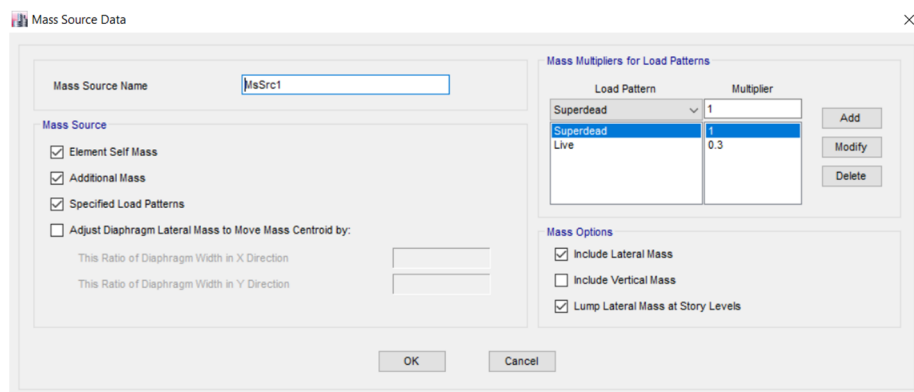 Mass Source Data
Mass Source Name
MsSrc1
Mass Source
Element Self Mass
Additional Mass
Specified Load Patterns
Adjust Diaphragm Lateral Mass to Move Mass Centroid by:
This Ratio of Diaphragm Width in X Direction
This Ratio of Diaphragm Width in Y Direction
Mass Multipliers for Load Patterns
Load Pattern Multiplier
Superdead 1
Superdead 1
Live 0.3
Add
Modify
Delete
Mass Options
Include Lateral Mass
Include Vertical Mass
Lump Lateral Mass at Story Levels
OK Cancel